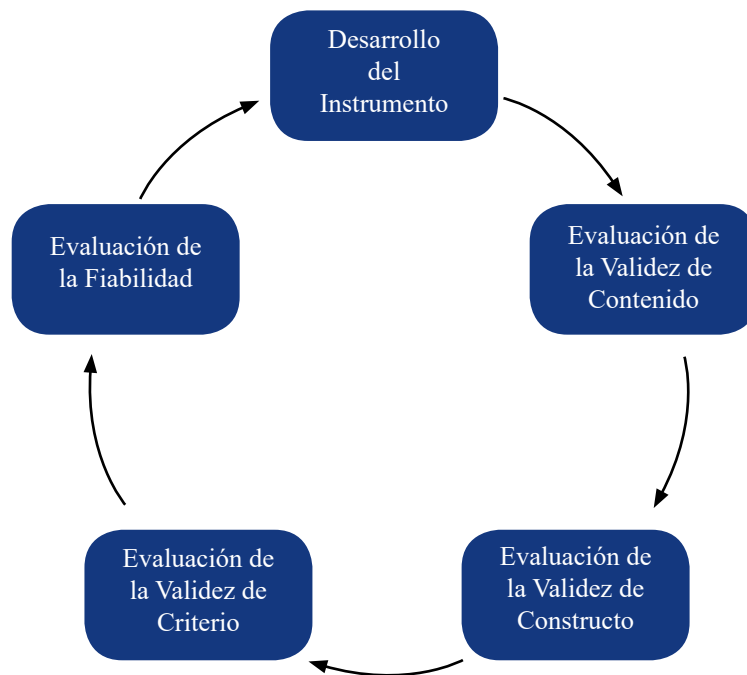 Desarrollo
del
Instrumento
Evaluación de
la Validez de
Contenido
Evaluación de
la Validez de
Constructo
Evaluación de
la Validez de
Criterio
Evaluación de
la Fiabilidad